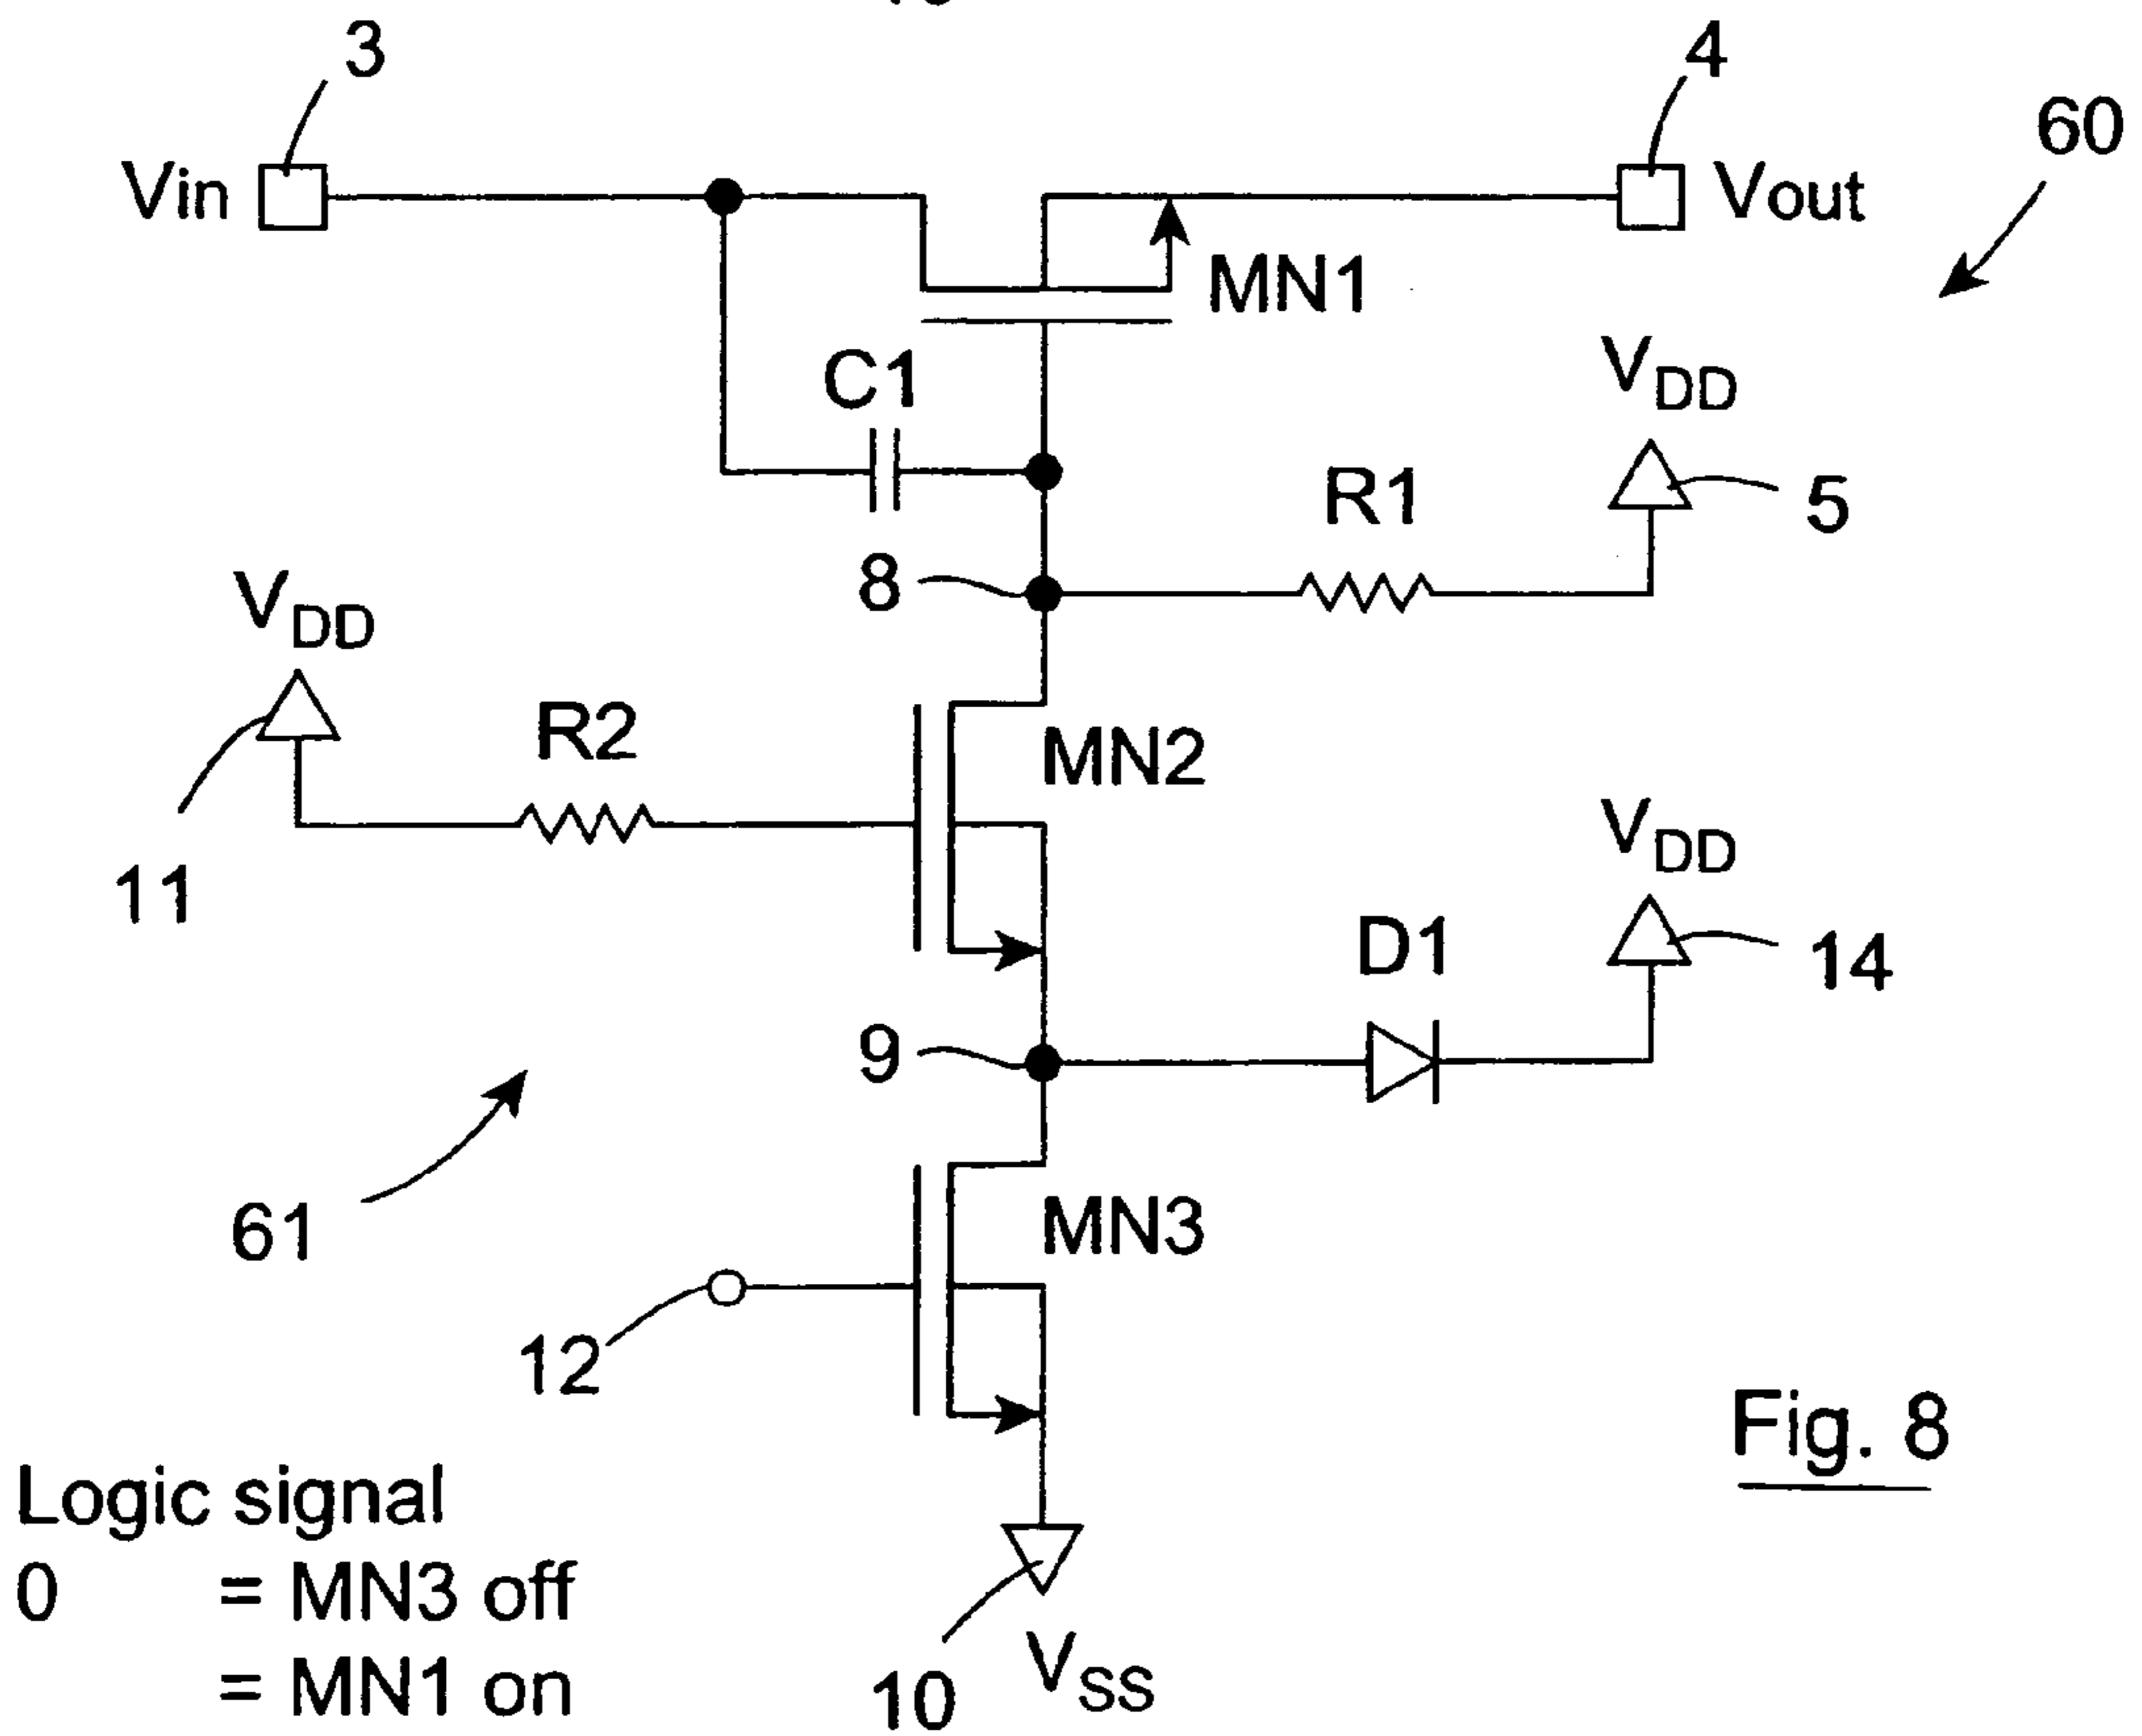 3
4
60
Vin
Vout
MN1
C1
VDD
R1
5
8
VDD
R2
MN2
11
VDD
D1
14
9
61
MN3
12
Fig. 8
Logic signal
0 = MN3 off
= MN1 on
10
VSS